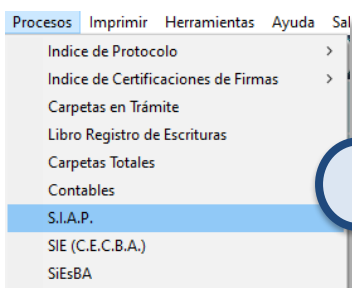 Procesos Imprimir Herramientas Ayuda
Indice de Protocolo >
Indice de Certificaciones de Firmas >
Carpetas en Trámite
Libro Registro de Escrituras
Carpetas Totales
Contables
S.I.A.P.
SIE (C.E.C.B.A.)
SiEsBA